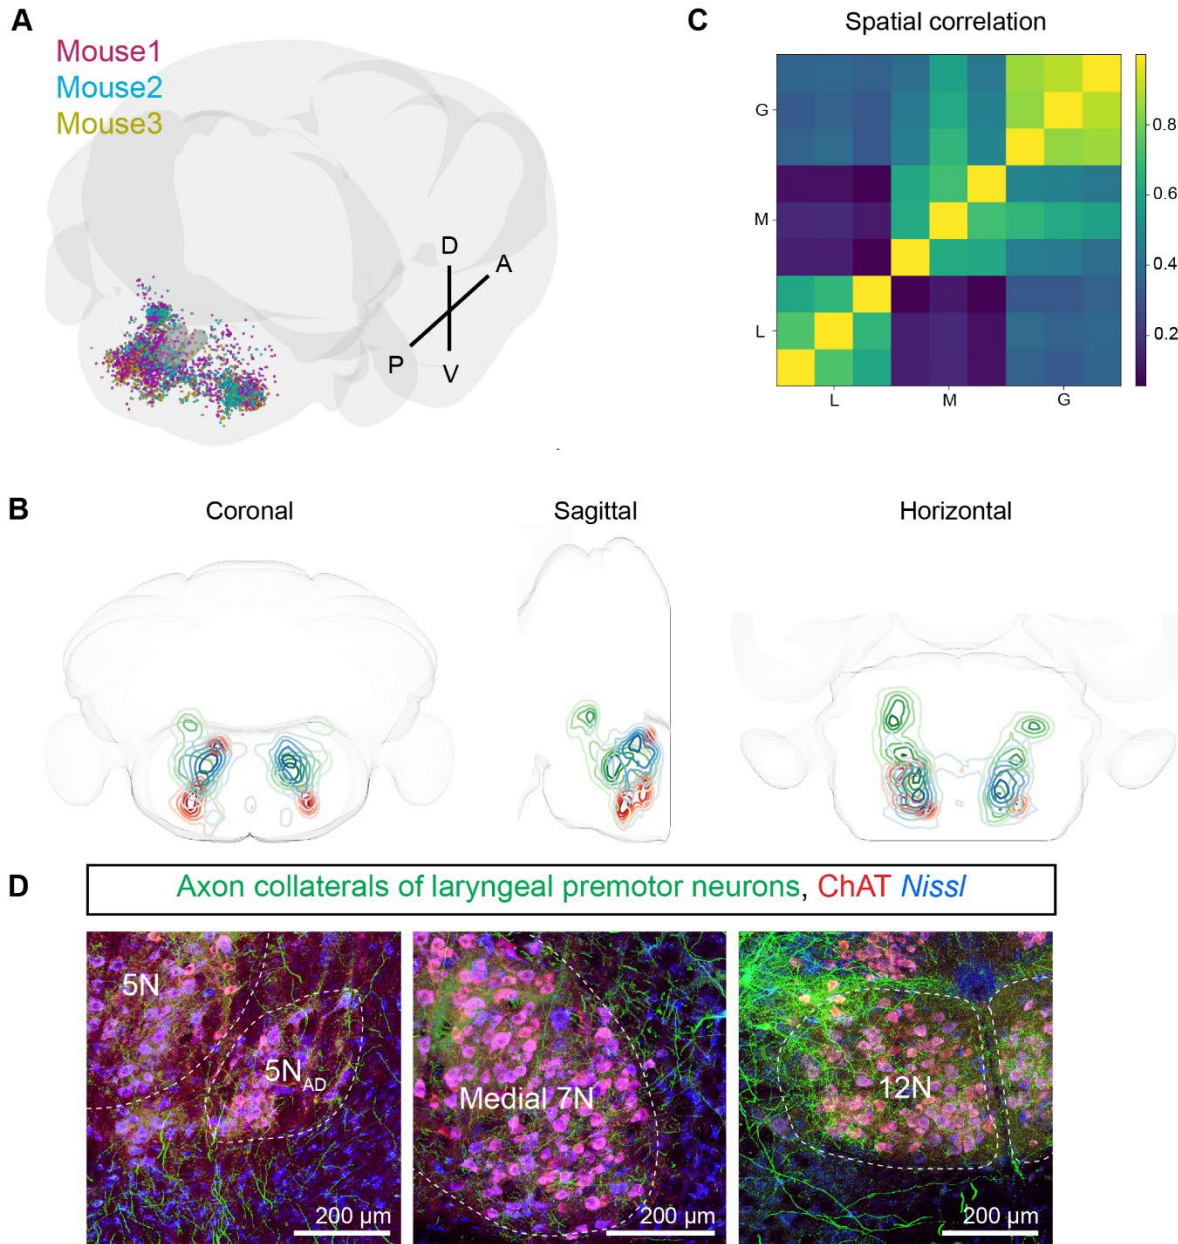 A
Mouse1
Mouse2
Mouse3
D
A
P
V
C
Spatial correlation
G
M
L
L
M
G
0.8
0.6
0.4
0.2
B
Coronal
Sagittal
Horizontal
D
Axon collaterals of laryngeal premotor neurons, ChAT Nissl
5N
5NAD
200 µm
Medial 7N
200 µm
12N
200 µm